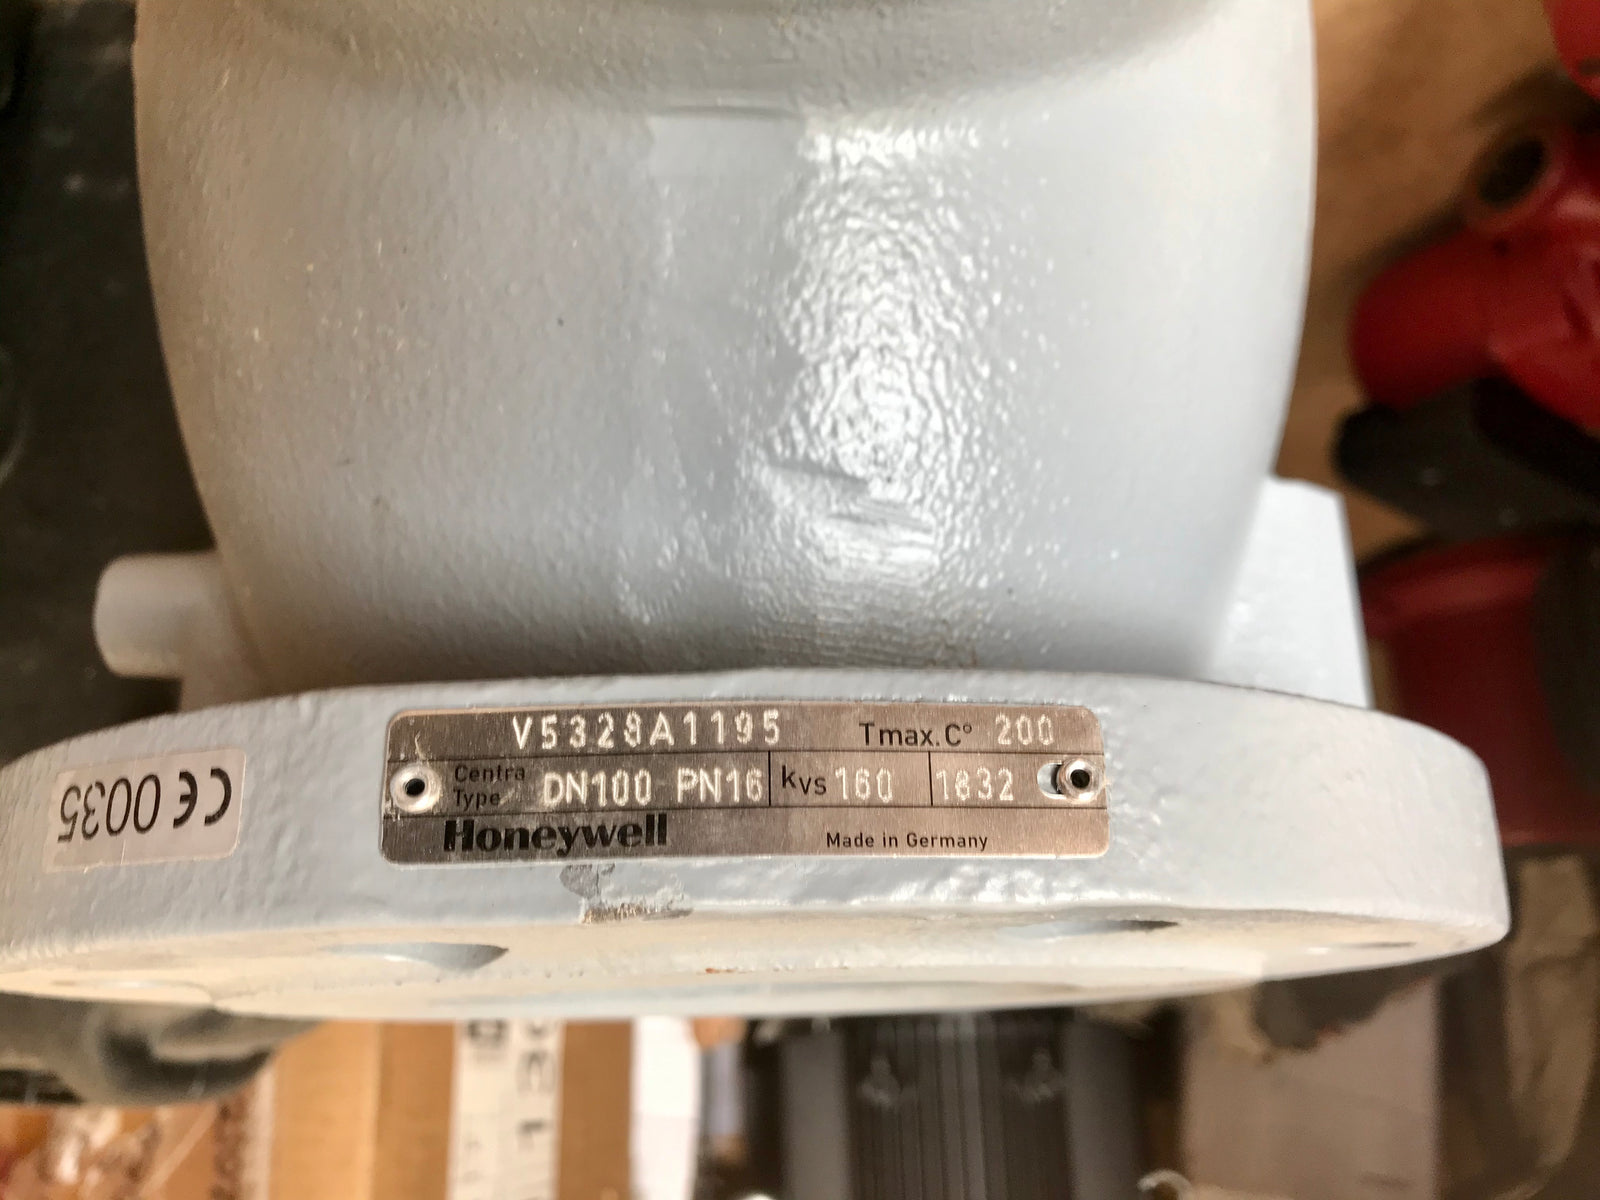 V5328A1195 Tmax.C° 200
Centra Type DN100 PN16 kvs 160 1832
Honeywell Made in Germany
CE 0035